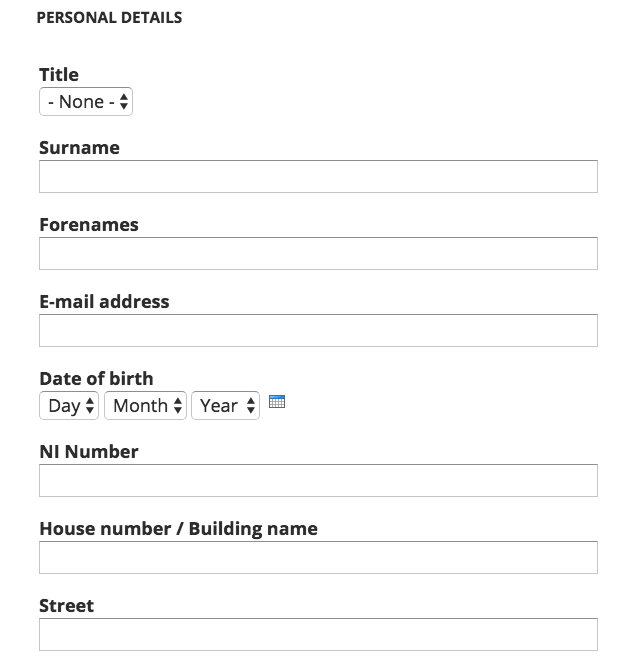 PERSONAL DETAILS
Title
- None -
Surname
Forenames
E-mail address
Date of birth
Day Month Year
NI Number
House number / Building name
Street